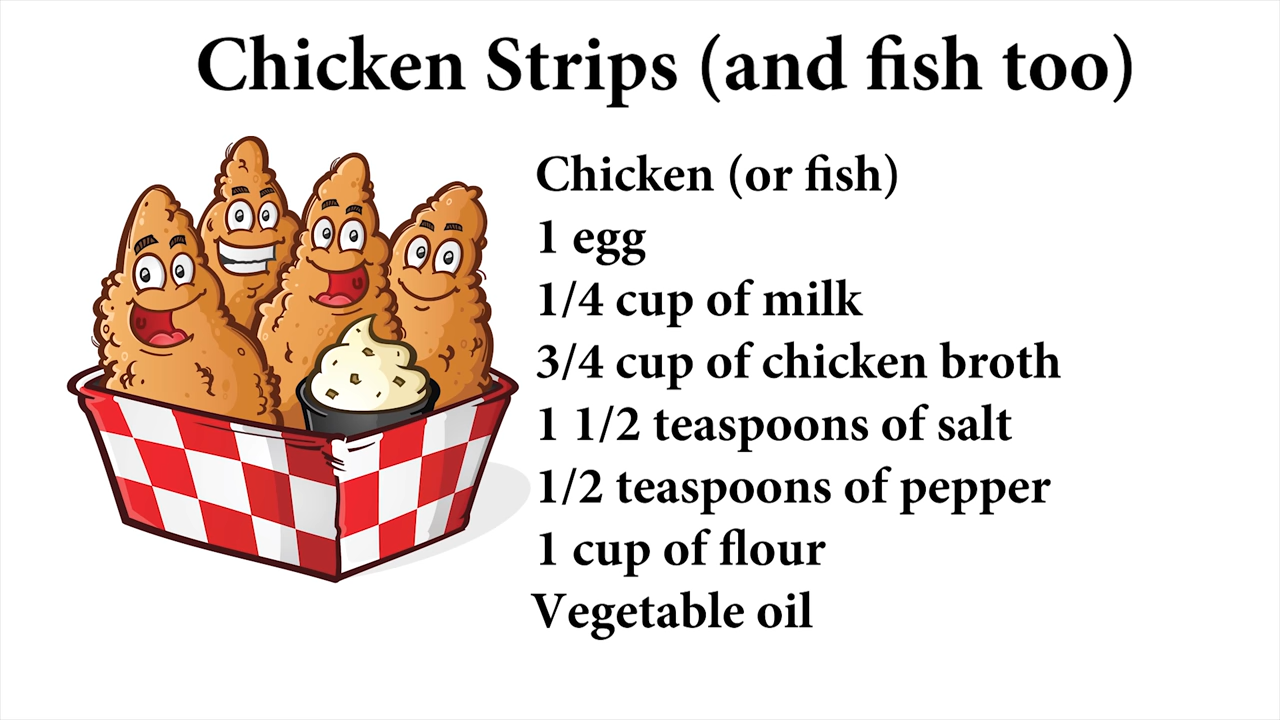 Chicken Strips (and fish too)
Chicken (or fish)
1 egg
1/4 cup of milk
3/4 cup of chicken broth
1 1/2 teaspoons of salt
1/2 teaspoons of pepper
1 cup of flour
Vegetable oil